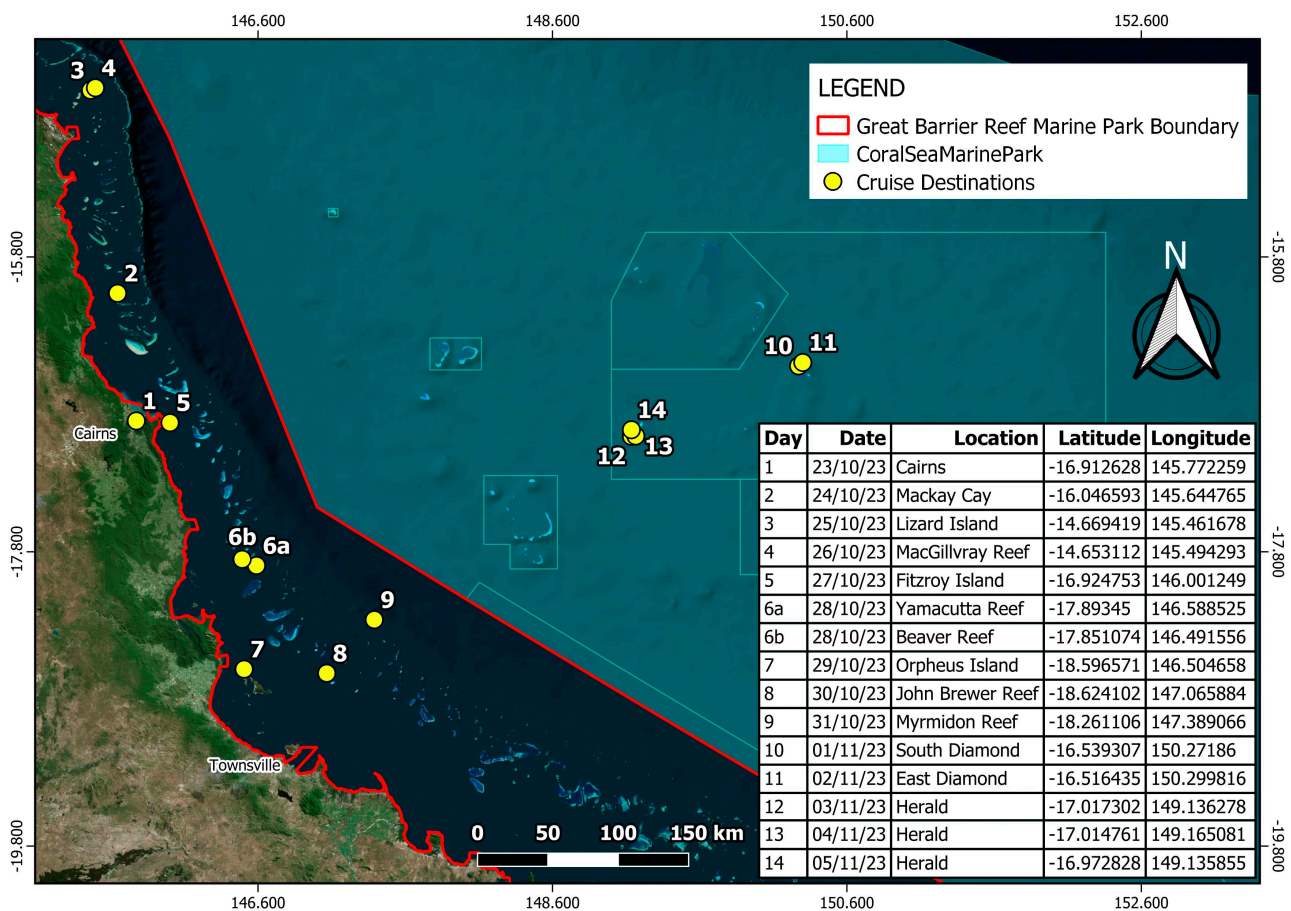 146.600 148.600 150.600 152.600
3 4
LEGEND
Great Barrier Reef Marine Park Boundary
CoralSeaMarinePark
Cruise Destinations
-15.800 -15.800
N
2
10 11
1 5
Cairns
14
12 13
Day Date Location Latitude Longitude
1 23/10/23 Cairns -16.912628 145.772259
2 24/10/23 Mackay Cay -16.046593 145.644765
3 25/10/23 Lizard Island -14.669419 145.461678
4 26/10/23 MacGillvray Reef -14.653112 145.494293
5 27/10/23 Fitzroy Island -16.924753 146.001249
6a 28/10/23 Yamacutta Reef -17.89345 146.588525
6b 28/10/23 Beaver Reef -17.851074 146.491556
7 29/10/23 Orpheus Island -18.596571 146.504658
8 30/10/23 John Brewer Reef -18.624102 147.065884
9 31/10/23 Myrmidon Reef -18.261106 147.389066
10 01/11/23 South Diamond -16.539307 150.27186
11 02/11/23 East Diamond -16.516435 150.299816
12 03/11/23 Herald -17.017302 149.136278
13 04/11/23 Herald -17.014761 149.165081
14 05/11/23 Herald -16.972828 149.135855
-17.800 -17.800
6b 6a
9
7 8
Townsville
0 50 100 150 km
-19.800 -19.800
146.600 148.600 150.600 152.600